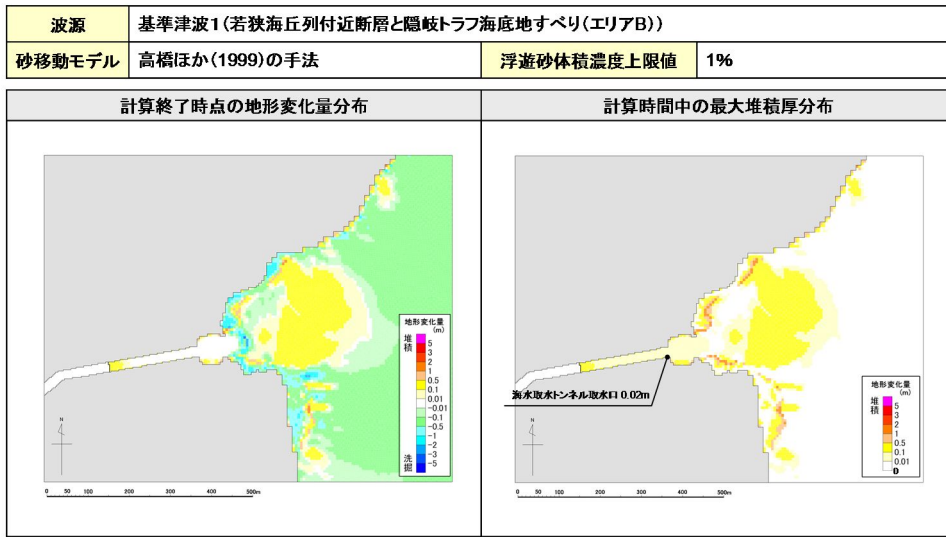 波源
基準津波1(若狭海丘列付近断層と隠岐トラフ海底地すべり(エリアB))
砂移動モデル
高橋ほか(1999)の手法
浮遊砂体積濃度上限値
1%
計算終了時点の地形変化量分布
計算時間中の最大堆積厚分布
地形変化量
(m)
堆積
5
3
2
1
0.5
0.1
0.01
-0.01
-0.1
-0.5
-1
-2
-3
-5
洗掘
N
0 50 100 200 300 400 500m
海水取水トンネル取水口 0.02m
地形変化量
(m)
堆積
5
3
2
1
0.5
0.1
0.01
0
N
0 50 100 200 300 400 500m